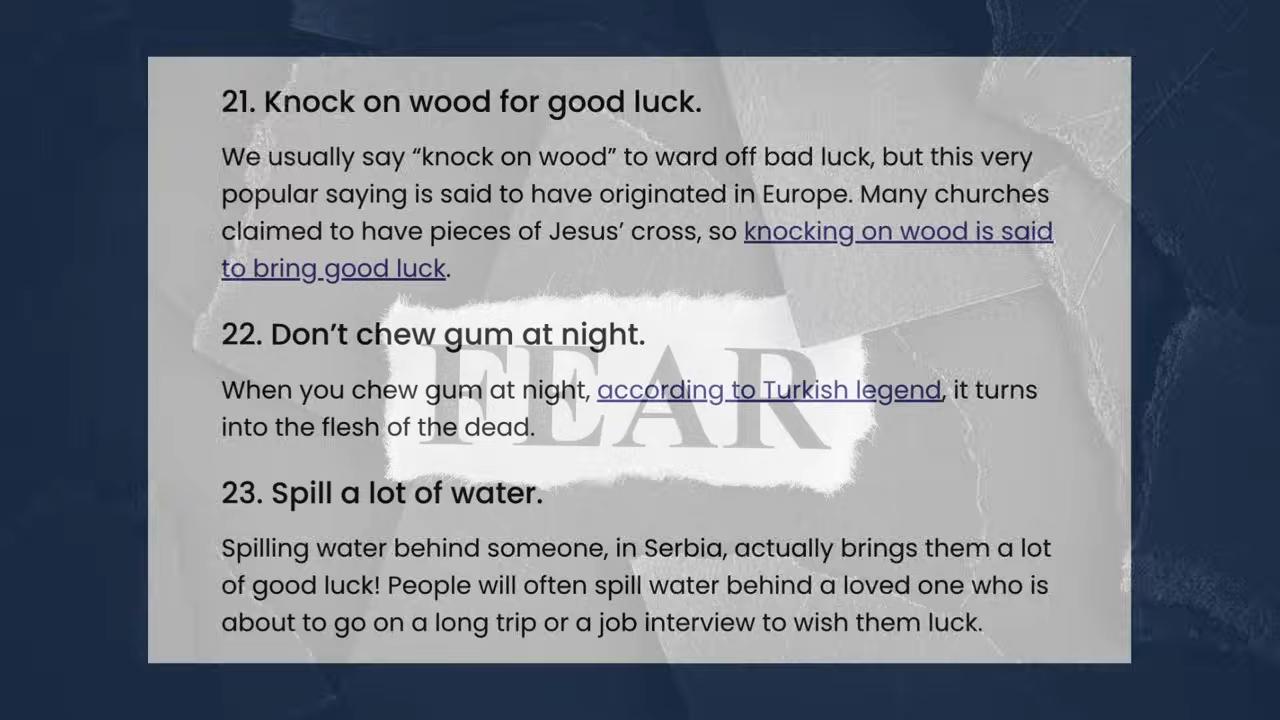 21. Knock on wood for good luck.
We usually say “knock on wood” to ward off bad luck, but this very
popular saying is said to have originated in Europe. Many churches
claimed to have pieces of Jesus’ cross, so knocking on wood is said
to bring good luck.
22. Don’t chew gum at night.
When you chew gum at night, according to Turkish legend, it turns
into the flesh of the dead.
FEAR
23. Spill a lot of water.
Spilling water behind someone, in Serbia, actually brings them a lot
of good luck! People will often spill water behind a loved one who is
about to go on a long trip or a job interview to wish them luck.